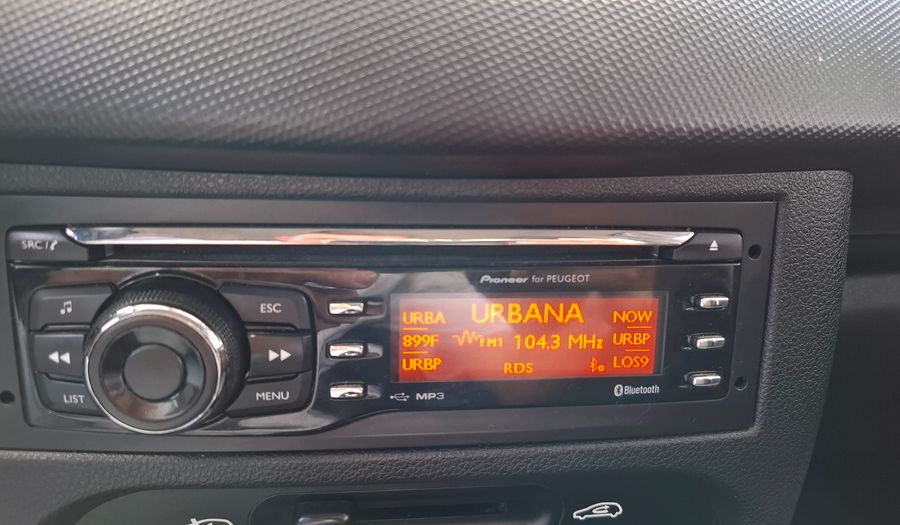 SRC/
Pioneer for PEUGEOT
ESC
LIST
MENU
URBA
URBANA
NOW
899F
FM1 104.3 MHz
URBP
URBP
RDS
LOS9
MP3
Bluetooth